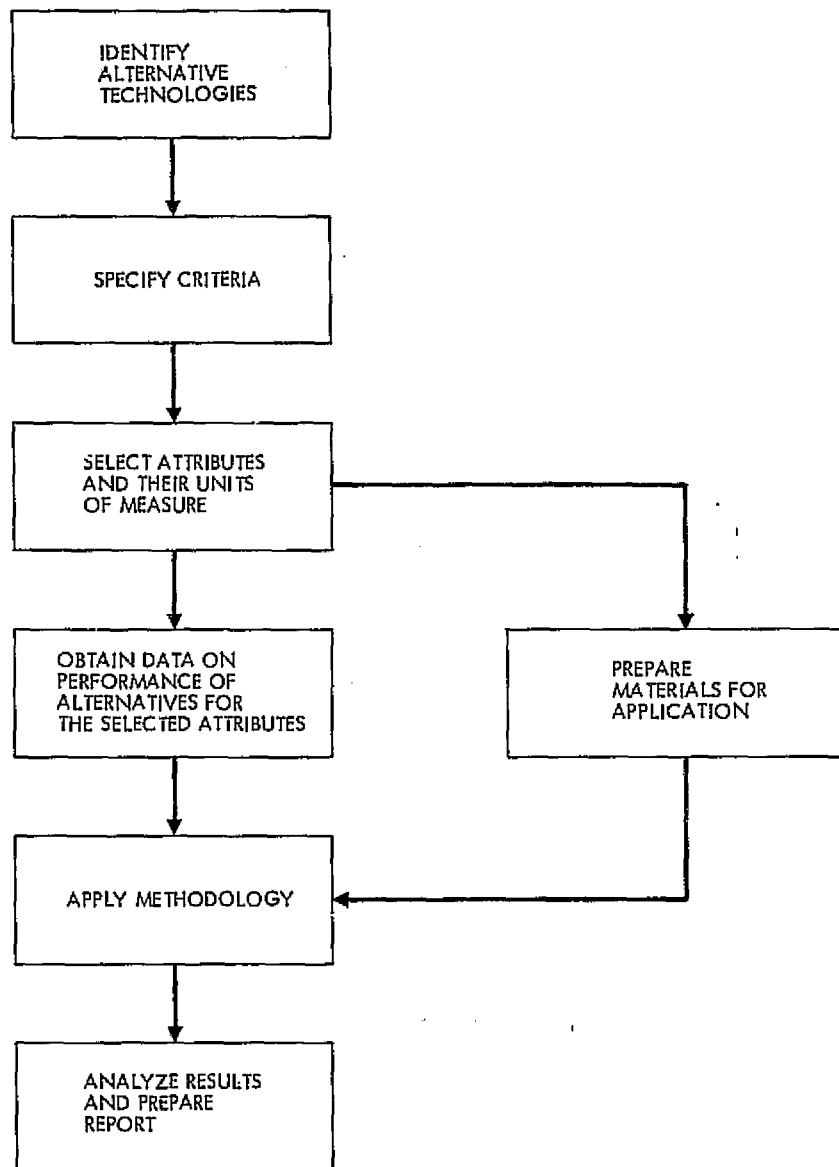 IDENTIFY
ALTERNATIVE
TECHNOLOGIES
SPECIFY CRITERIA
SELECT ATTRIBUTES
AND THEIR UNITS
OF MEASURE
OBTAIN DATA ON
PERFORMANCE OF
ALTERNATIVES FOR
THE SELECTED ATTRIBUTES
PREPARE
MATERIALS FOR
APPLICATION
APPLY METHODOLOGY
ANALYZE RESULTS
AND PREPARE
REPORT